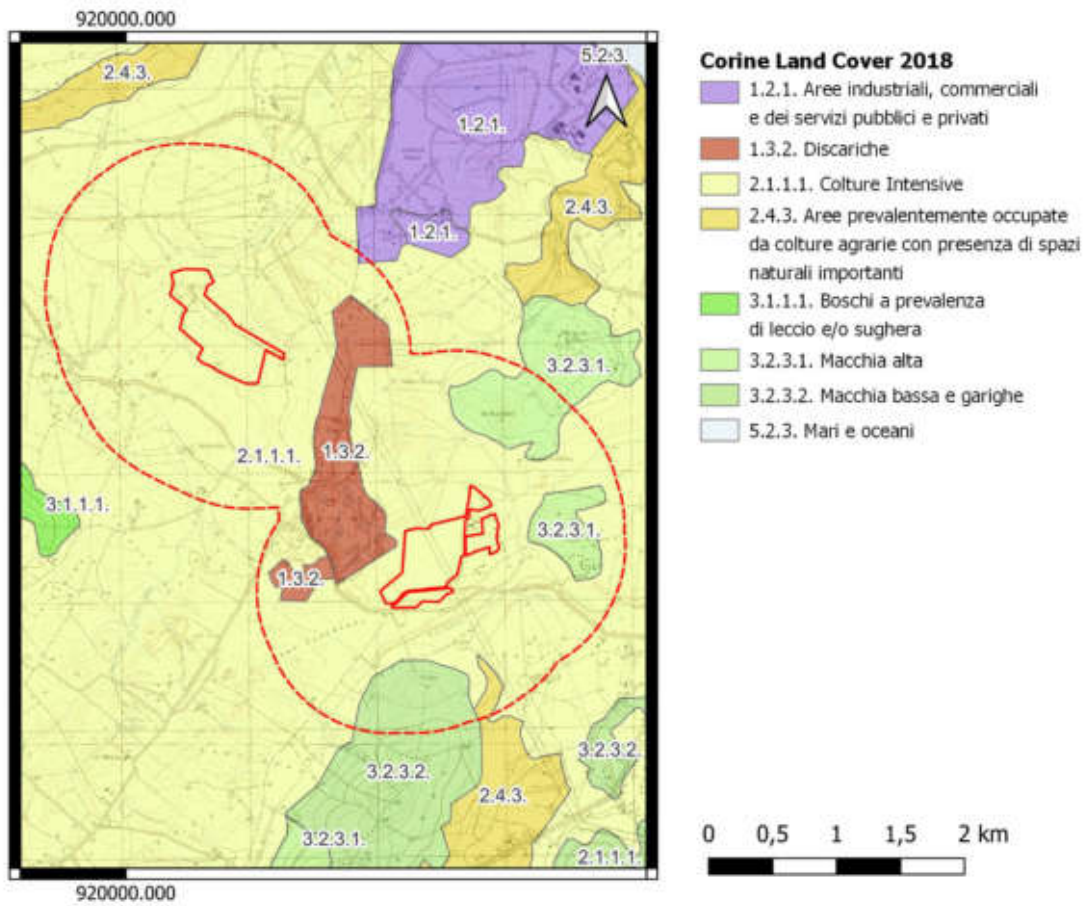 920000.000
5.2.3.
2.4.3.
1.2.1.
2.4.3.
1.2.1.
3.2.3.1.
2.1.1.1.
1.3.2.
3.1.1.1.
3.2.3.1.
1.3.2.
3.2.3.2.
3.2.3.2.
2.4.3.
3.2.3.1.
2.1.1.1.
920000.000
Corine Land Cover 2018
1.2.1. Aree industriali, commerciali
e dei servizi pubblici e privati
1.3.2. Discariche
2.1.1.1. Colture Intensive
2.4.3. Aree prevalentemente occupate
da colture agrarie con presenza di spazi
naturali importanti
3.1.1.1. Boschi a prevalenza
di leccio e/o sughera
3.2.3.1. Macchia alta
3.2.3.2. Macchia bassa e garighe
5.2.3. Mari e oceani
0 0,5 1 1,5 2 km